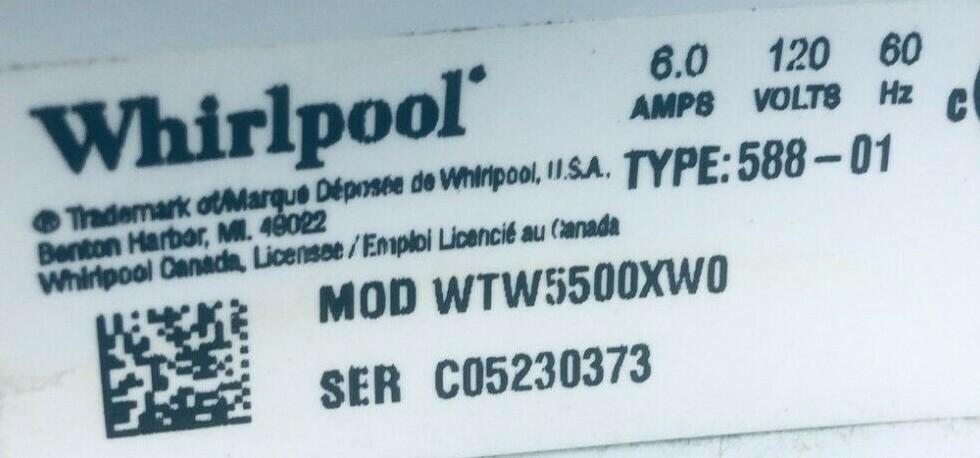 Whirlpool®
6.0 AMPS 120 VOLTS 60 Hz
® Trademark of/Marque Déposée de Whirlpool, U.S.A.
TYPE: 588-01
Benton Harbor, MI. 49022
Whirlpool Canada, Licensee / Emploi Licencié au Canada
MOD WTW5500XW0
SER C05230373